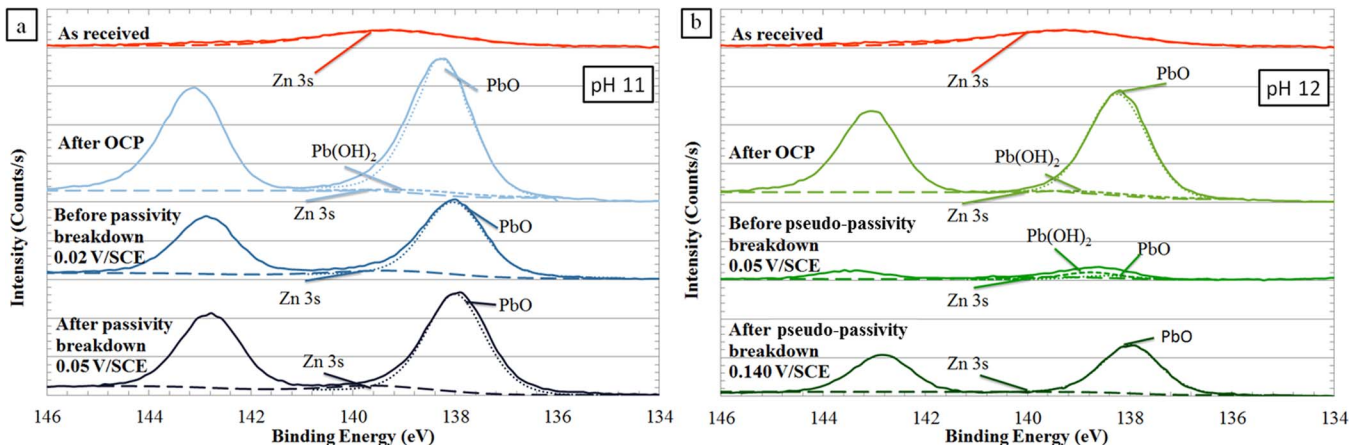 a
As received
Zn 3s
pH 11
PbO
After OCP
Pb(OH)2
Zn 3s
Before passivity
breakdown
0.02 V/SCE
PbO
Zn 3s
After passivity
breakdown
0.05 V/SCE
PbO
Zn 3s
146 144 142 140 138 136 134
Binding Energy (eV)
Intensity (Counts/s)
b
As received
Zn 3s
PbO
pH 12
After OCP
Pb(OH)2
Zn 3s
Before pseudo-passivity
breakdown
0.05 V/SCE
Pb(OH)2
PbO
Zn 3s
After pseudo-passivity
breakdown
0.140 V/SCE
PbO
Zn 3s
146 144 142 140 138 136 134
Binding Energy (eV)
Intensity (Counts/s)